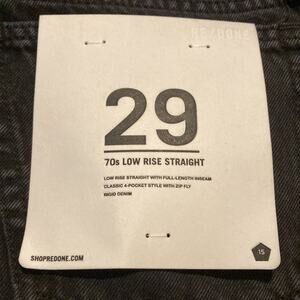 RE/DONE
29
70s LOW RISE STRAIGHT
LOW RISE STRAIGHT WITH FULL-LENGTH INSEAM
CLASSIC 4-POCKET STYLE WITH ZIP FLY
RIGID DENIM
SHOPREDONE.COM
15